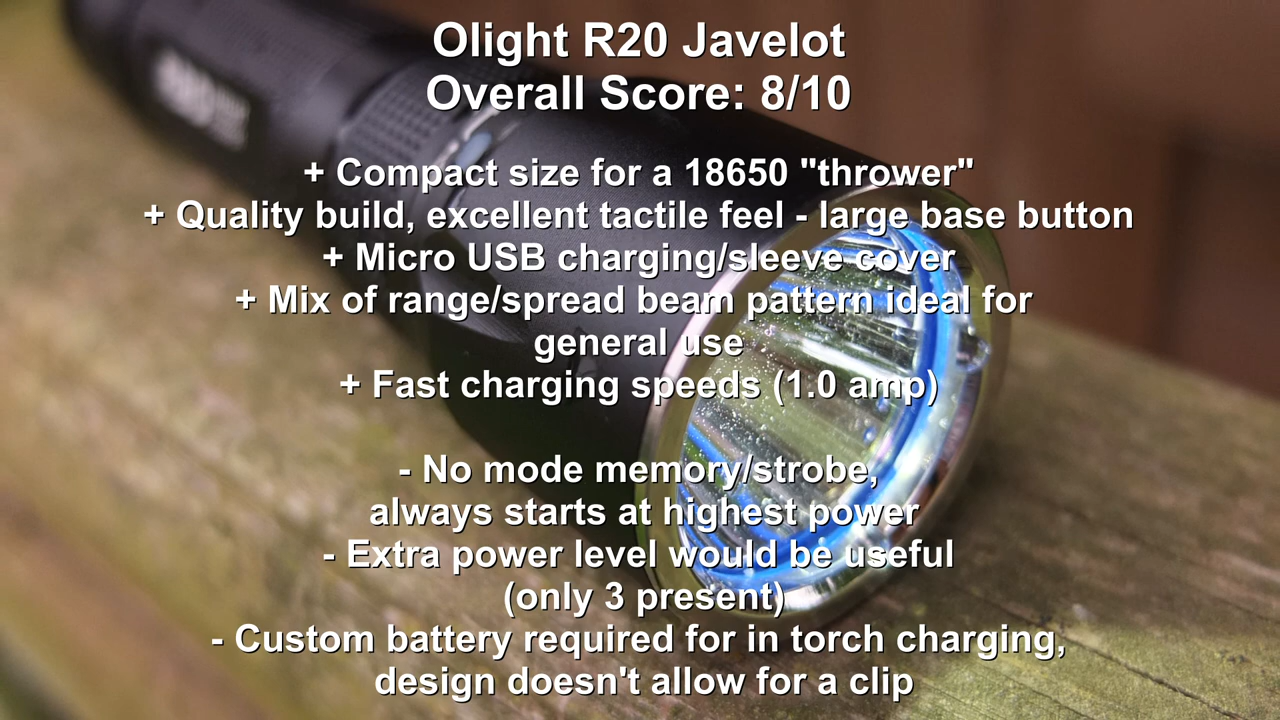 Olight R20 Javelot
Overall Score: 8/10
+ Compact size for a 18650 "thrower"
+ Quality build, excellent tactile feel - large base button
+ Micro USB charging/sleeve cover
+ Mix of range/spread beam pattern ideal for
general use
+ Fast charging speeds (1.0 amp)
- No mode memory/strobe,
always starts at highest power
- Extra power level would be useful
(only 3 present)
- Custom battery required for in torch charging,
design doesn't allow for a clip